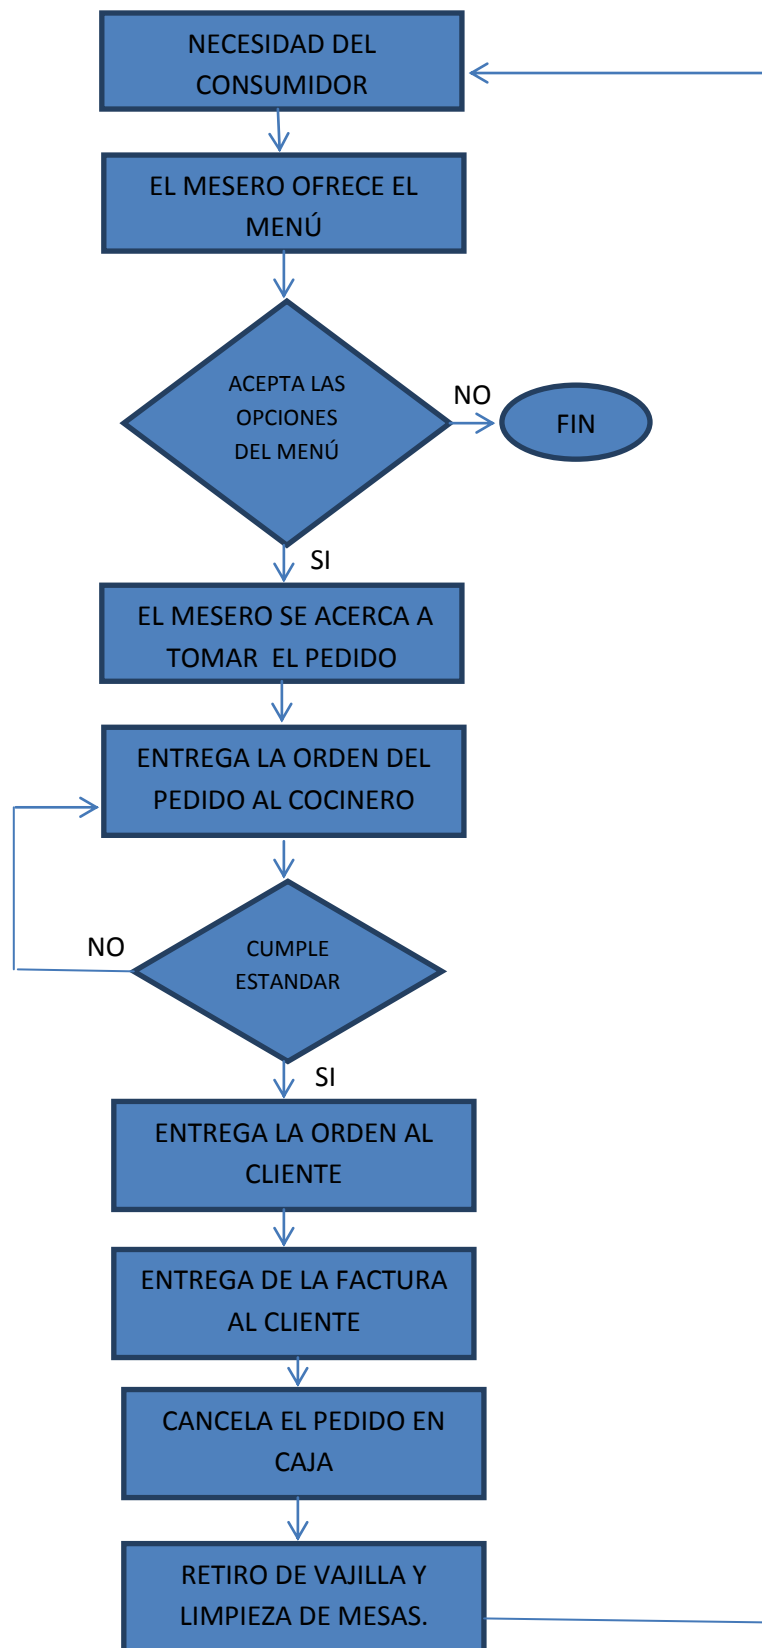 NECESIDAD DEL
CONSUMIDOR
EL MESERO OFRECE EL
MENÚ
ACEPTA LAS
OPCIONES
DEL MENÚ
NO
FIN
SI
EL MESERO SE ACERCA A
TOMAR EL PEDIDO
ENTREGA LA ORDEN DEL
PEDIDO AL COCINERO
NO
CUMPLE
ESTANDAR
SI
ENTREGA LA ORDEN AL
CLIENTE
ENTREGA DE LA FACTURA
AL CLIENTE
CANCELA EL PEDIDO EN
CAJA
RETIRO DE VAJILLA Y
LIMPIEZA DE MESAS.